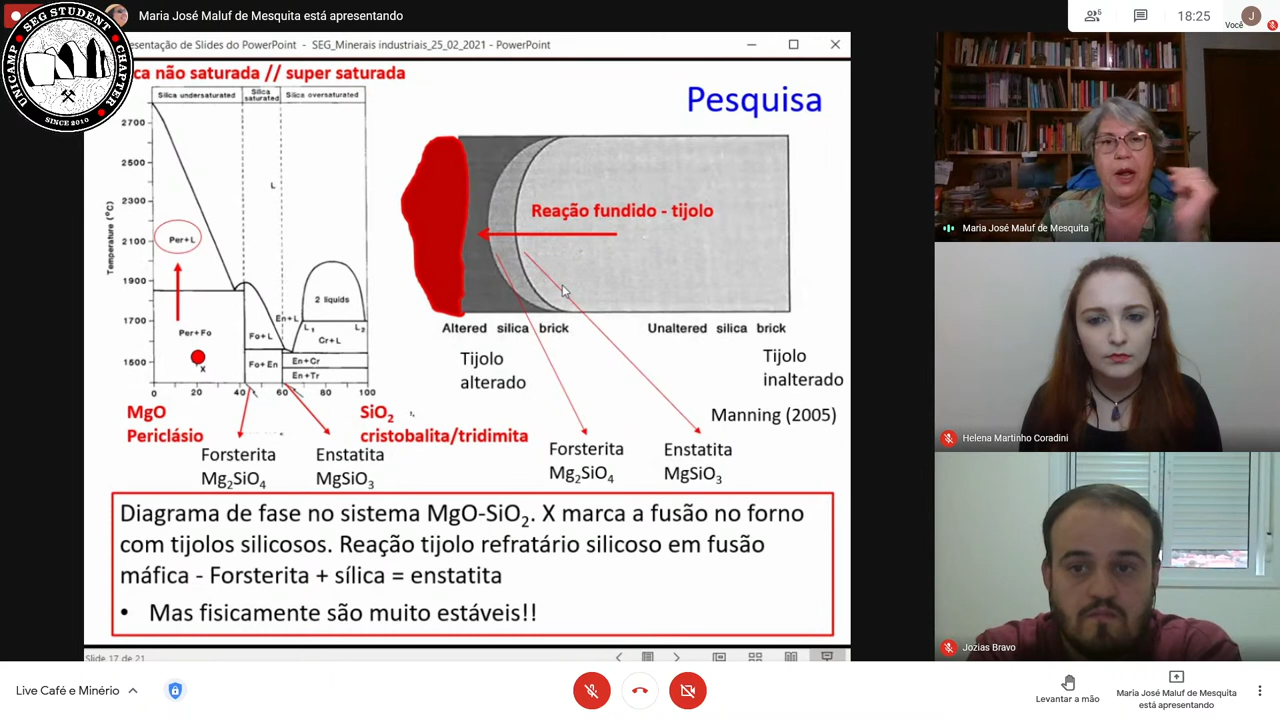 Maria José Maluf de Mesquita está apresentando
5
18:25
J
Você
SEG STUDENT CHAPTER
UNICAMP
SINCE 2010
esentação de Slides do PowerPoint - SEG_Minerais industriais_25_02_2021 - PowerPoint
ca não saturada // super saturada
Pesquisa
Silica undersaturated
Silica saturated
Silica oversaturated
Temperature (°C)
2700
2500
2300
2100
1900
1700
1500
L
Per+L
2 liquids
En+L
L1
L2
Per+Fo
Fo+L
Cr+L
Fo+En
En+Cr
En+Tr
X
0 20 40 60 80 100
MgO
Periclásio
SiO2
cristobalita/tridimita
Forsterita
Mg2SiO4
Enstatita
MgSiO3
Reação fundido - tijolo
Altered silica brick
Unaltered silica brick
Tijolo
alterado
Tijolo
inalterado
Manning (2005)
Forsterita
Mg2SiO4
Enstatita
MgSiO3
Diagrama de fase no sistema MgO-SiO2. X marca a fusão no forno
com tijolos silicosos. Reação tijolo refratário silicoso em fusão
máfica - Forsterita + sílica = enstatita
• Mas fisicamente são muito estáveis!!
Slide 17 de 21
Maria José Maluf de Mesquita
Helena Martinho Coradini
Jozias Bravo
Live Café e Minério
Levantar a mão
Maria José Maluf de Mesquita
está apresentando